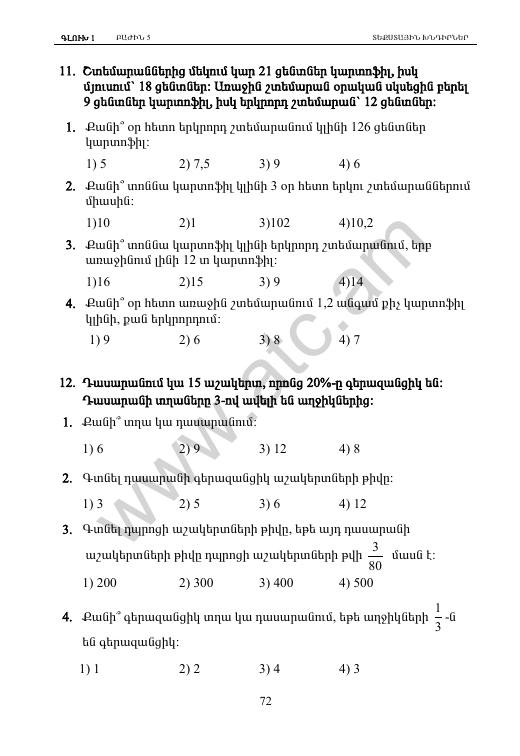 ԳԼՈՒԽ 1 ԲԱԺԻՆ 5 ՏԵՔՍՏԱՅԻՆ ԽՆԴԻՐՆԵՐ
11. Շտեմարաններից մեկում կար 21 ցենտներ կարտոֆիլ, իսկ
մյուսում՝ 18 ցենտներ: Առաջին շտեմարան օրական սկսեցին բերել
9 ցենտներ կարտոֆիլ, իսկ երկրորդ շտեմարան՝ 12 ցենտներ:
1. Քանի՞ օր հետո երկրորդ շտեմարանում կլինի 126 ցենտներ
կարտոֆիլ:
1) 5 2) 7,5 3) 9 4) 6
2. Քանի՞ տոննա կարտոֆիլ կլինի 3 օր հետո երկու շտեմարաններում
միասին:
1)10 2)1 3)102 4)10,2
3. Քանի՞ տոննա կարտոֆիլ կլինի երկրորդ շտեմարանում, երբ
առաջինում լինի 12 տ կարտոֆիլ:
1)16 2)15 3) 9 4)14
4. Քանի՞ օր հետո առաջին շտեմարանում 1,2 անգամ քիչ կարտոֆիլ
կլինի, քան երկրորդում:
1) 9 2) 6 3) 8 4) 7
12. Դասարանում կա 15 աշակերտ, որոնց 20%-ը գերազանցիկ են:
Դասարանի տղաները 3-ով ավելի են աղջիկներից:
1. Քանի՞ տղա կա դասարանում:
1) 6 2) 9 3) 12 4) 8
2. Գտնել դասարանի գերազանցիկ աշակերտների թիվը:
1) 3 2) 5 3) 6 4) 12
3. Գտնել դպրոցի աշակերտների թիվը, եթե այդ դասարանի
աշակերտների թիվը դպրոցի աշակերտների թվի 3/80 մասն է:
1) 200 2) 300 3) 400 4) 500
4. Քանի՞ գերազանցիկ տղա կա դասարանում, եթե աղջիկների 1/3-ն
են գերազանցիկ:
1) 1 2) 2 3) 4 4) 3
72
www.atc.am